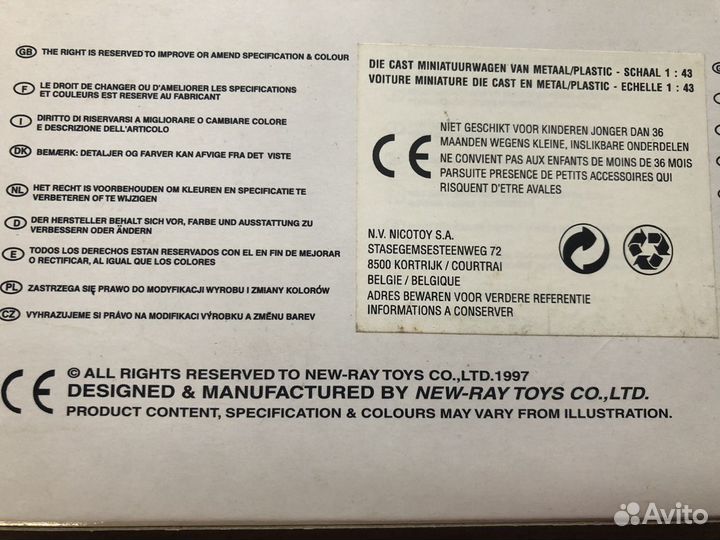 GB THE RIGHT IS RESERVED TO IMPROVE OR AMEND SPECIFICATION & COLOUR
F LE DROIT DE CHANGER OU D'AMELIORER LES SPECIFICATIONS
ET COULEURS EST RESERVE AU FABRICANT
I DIRITTO DI RISERVARSI A MIGLIORARO O CAMBIARE COLORE
E DESCRIZIONE DELL'ARTICOLO
DK BEMÆRK: DETALJER OG FARVER KAN AFVIGE FRA DET VISTE
NL HET RECHT IS VOORBEHOUDEN OM KLEUREN EN SPECIFICATIE TE
VERBETEREN OF TE WIJZIGEN
D DER HERSTELLER BEHALT SICH VOR, FARBE UND AUSSTATTUNG ZU
VERBESSERN ODER ÄNDERN
E TODOS LOS DERECHOS ESTAN RESERVADOS CON EL EN FIN DE MEJORAR
O RECTIFICAR, AL IGUAL QUE LOS COLORES
PL ZASTRZEGA SIĘ PRAWO DO MODYFIKACJI WYROBU I ZMIANY KOLORÓW
CZ VYHRAZUJEME SI PRÁVO NA MODIFIKACI VÝROBKU A ZMĚNU BAREV
DIE CAST MINIATUURWAGEN VAN METAAL/PLASTIC - SCHAAL 1 : 43
VOITURE MINIATURE DIE CAST EN METAL/PLASTIC - ECHELLE 1 : 43
CE
NIET GESCHIKT VOOR KINDEREN JONGER DAN 36
MAANDEN WEGENS KLEINE, INSLIKBARE ONDERDELEN
NE CONVIENT PAS AUX ENFANTS DE MOINS DE 36 MOIS
PARSUITE PRESENCE DE PETITS ACCESSOIRES QUI
RISQUENT D'ETRE AVALES
N.V. NICOTOY S.A.
STASEGEMSESTEENWEG 72
8500 KORTRIJK / COURTRAI
BELGIE / BELGIQUE
ADRES BEWAREN VOOR VERDERE REFERENTIE
INFORMATIONS A CONSERVER
CE
© ALL RIGHTS RESERVED TO NEW-RAY TOYS CO.,LTD.1997
DESIGNED & MANUFACTURED BY NEW-RAY TOYS CO.,LTD.
PRODUCT CONTENT, SPECIFICATION & COLOURS MAY VARY FROM ILLUSTRATION.
Avito